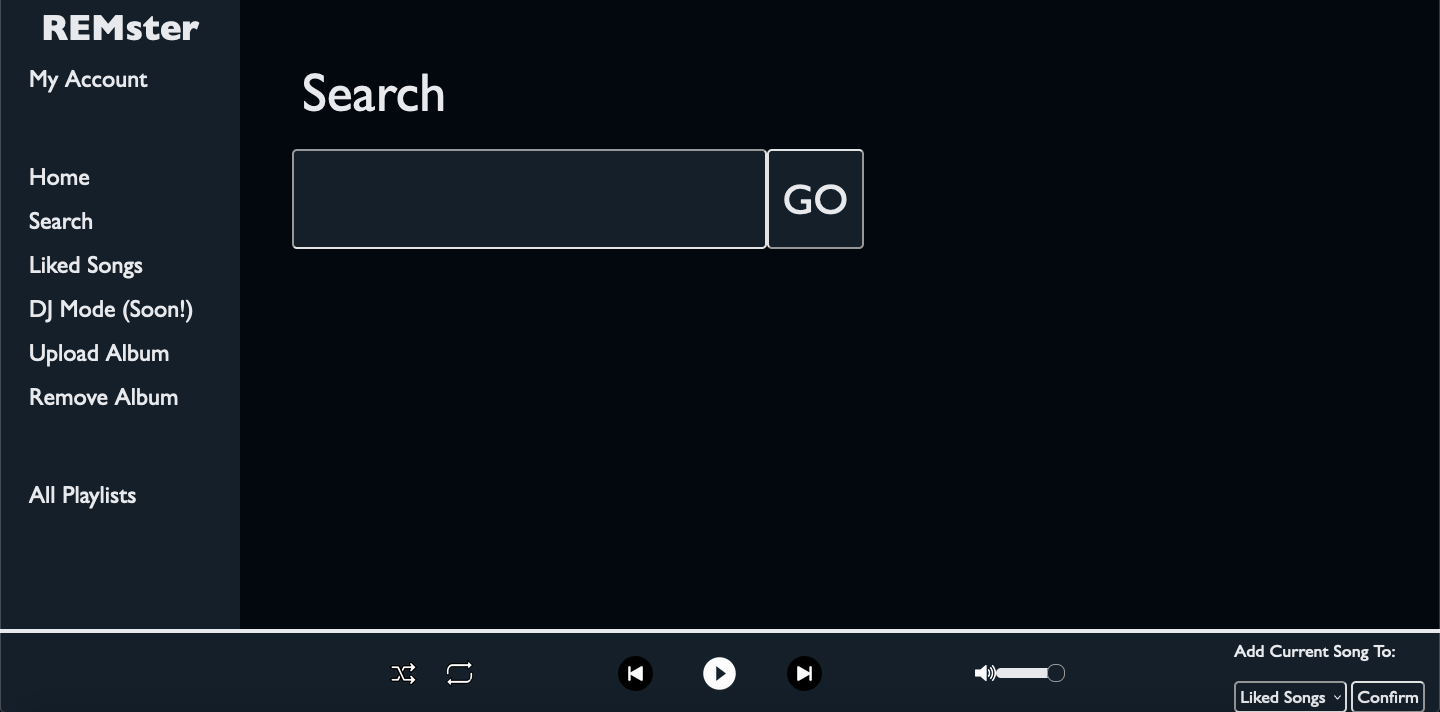 REMster
My Account
Home
Search
Liked Songs
DJ Mode (Soon!)
Upload Album
Remove Album
All Playlists
Search
GO
Add Current Song To:
Liked Songs Confirm